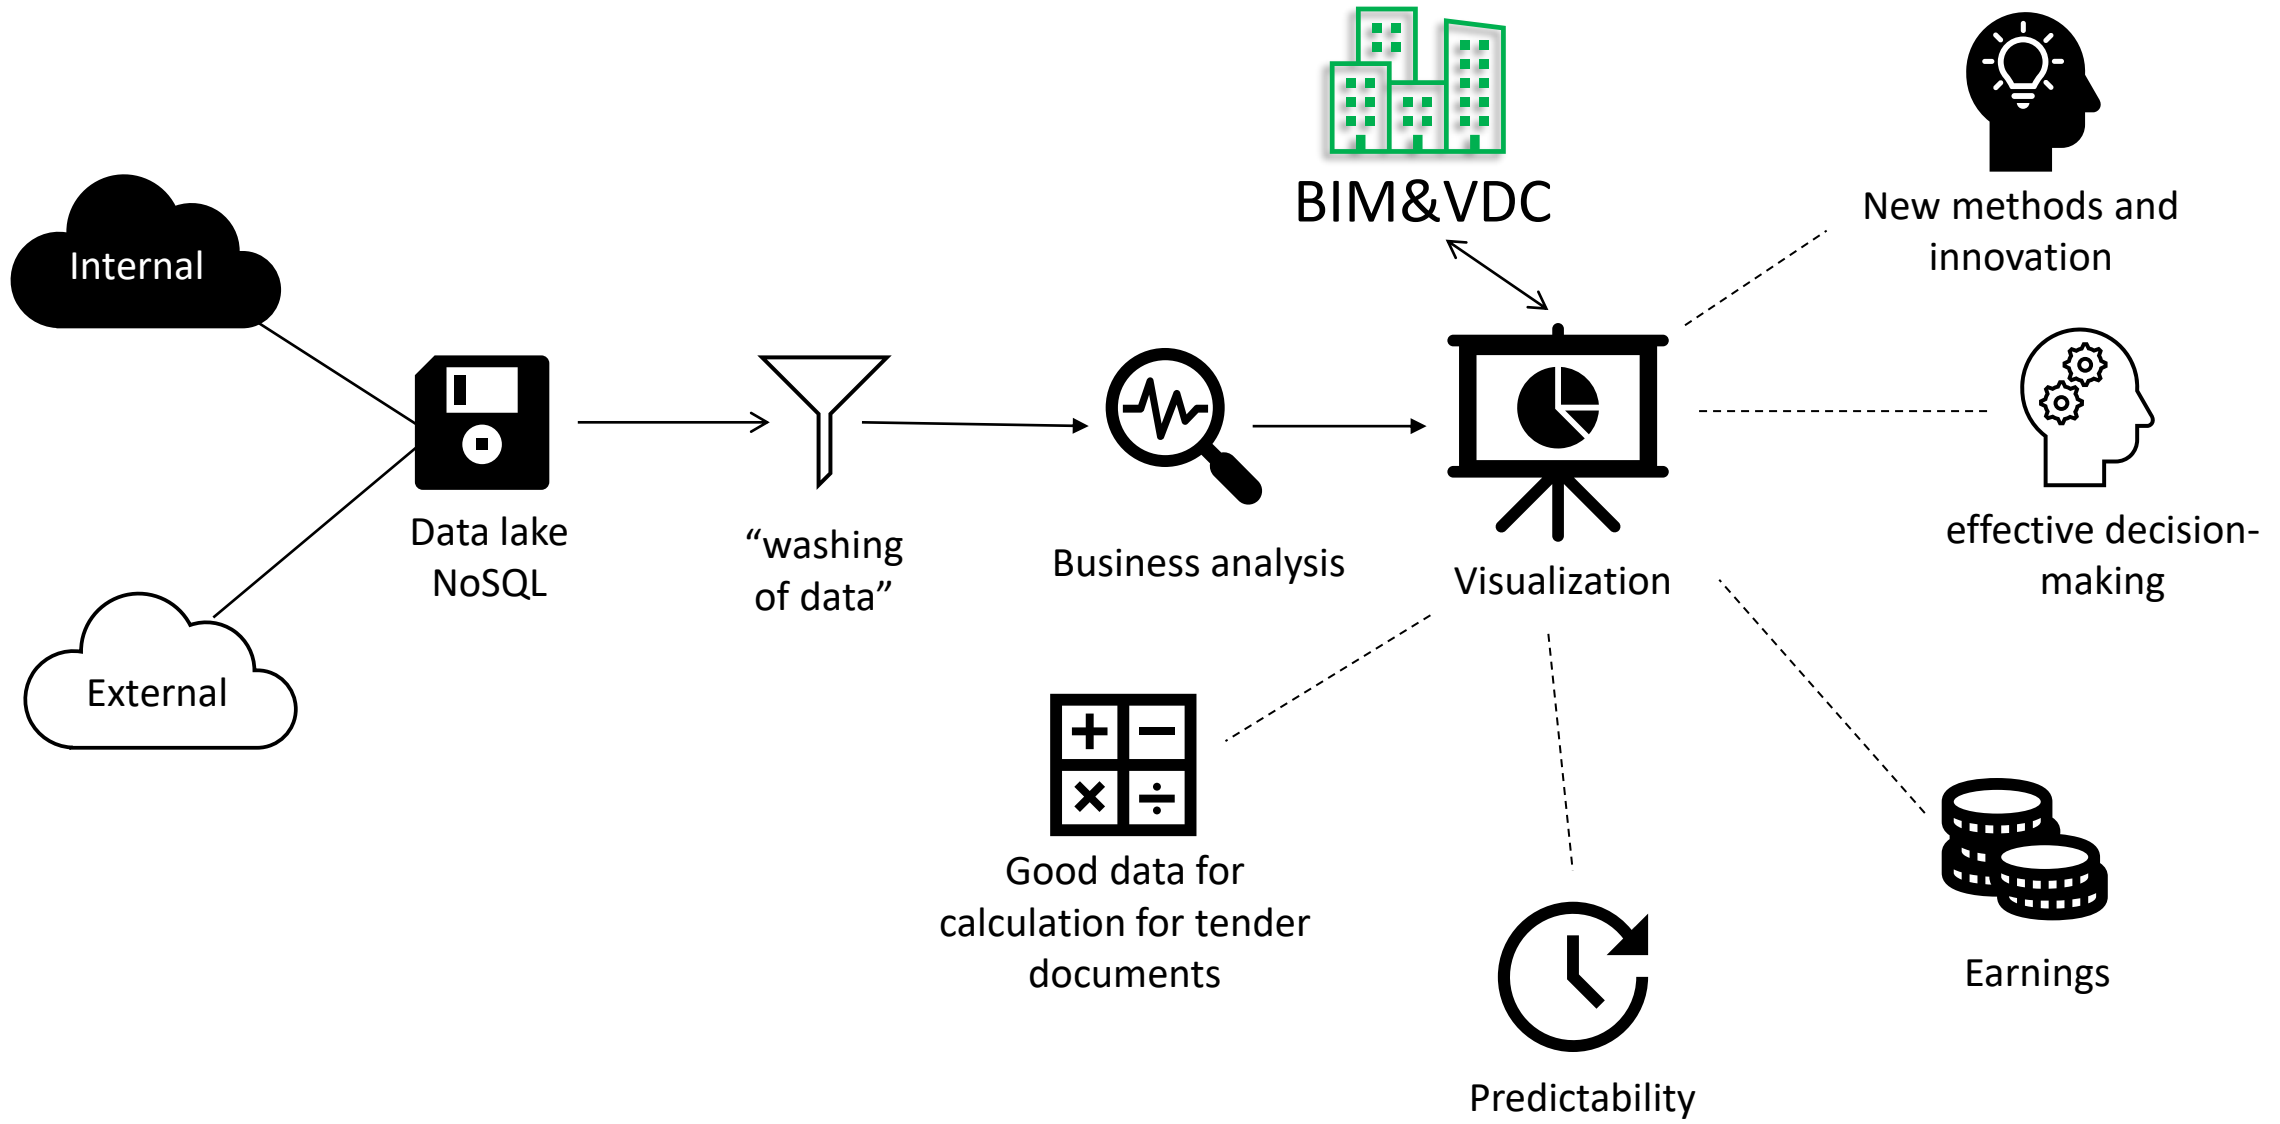 Internal
External
Data lake
NoSQL
“washing
of data”
Business analysis
BIM&VDC
Visualization
New methods and
innovation
effective decision-
making
Earnings
Predictability
Good data for
calculation for tender
documents